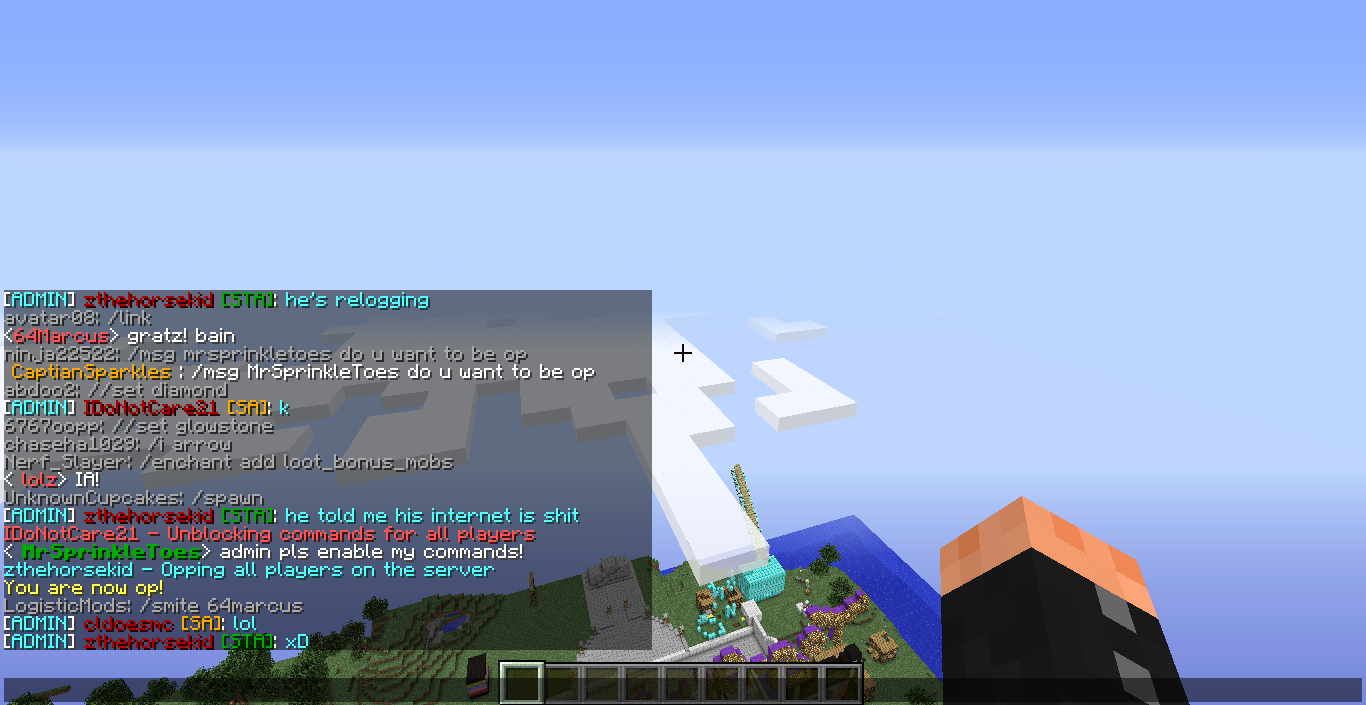 [ADMIN] zthehorsekid [STA]: he's relogging
avatar08: /link
<64Marcus> gratz! bain
ninja22522: /msg mrsprinkletoes do u want to be op
CaptianSparkles : /msg MrSprinkleToes do u want to be op
abdoo2: //set diamond
[ADMIN] IDoNotCare21 [SA]: k
6767oopp: //set glowstone
chaseha1029: /i arrow
Nerf_Slayer: /enchant add loot_bonus_mobs
< lolz> IA!
UnknownCupcakes: /spawn
[ADMIN] zthehorsekid [STA]: he told me his internet is shit
IDoNotCare21 - Unblocking commands for all players
< MrSprinkleToes> admin pls enable my commands!
zthehorsekid - Opping all players on the server
You are now op!
LogisticMods: /smite 64marcus
[ADMIN] cldoesmc [SA]: lol
[ADMIN] zthehorsekid [STA]: xD